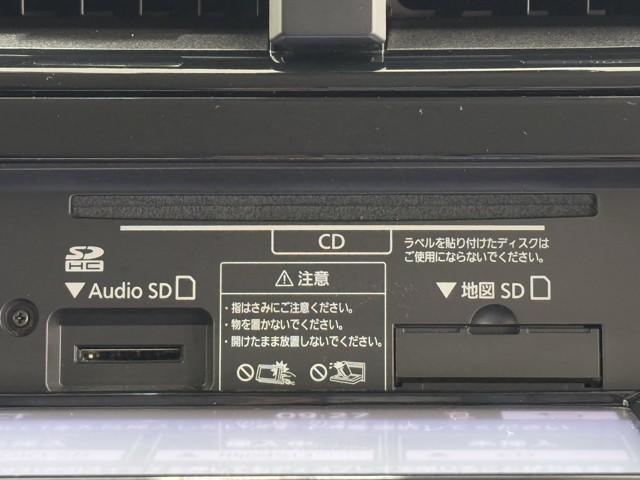 CD
ラベルを貼り付けたディスクは
ご使用にならないでください。
SD
HC
▼Audio SD
⚠注意
・指はさみにご注意ください。
・物を置かないでください。
・開けたまま放置しないでください。
▼地図 SD
09:27